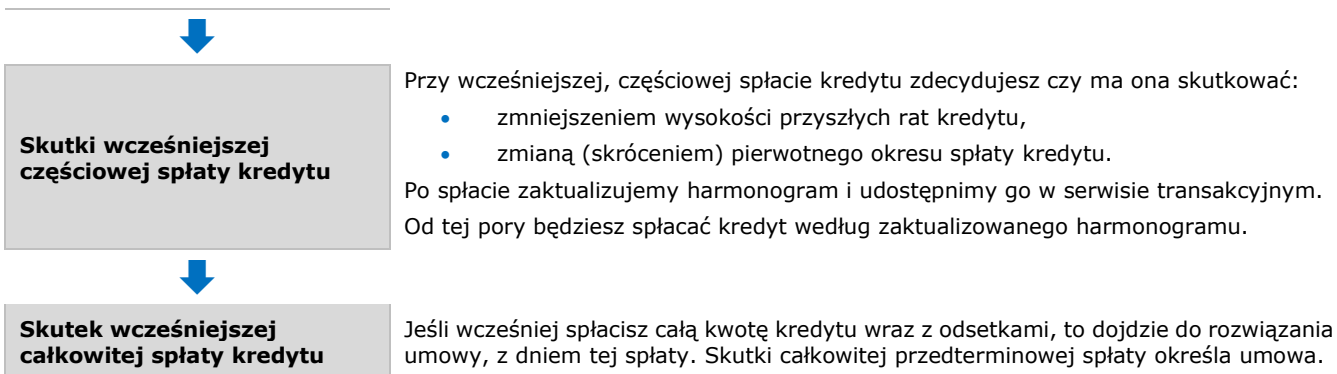 Skutki wcześniejszej
częściowej spłaty kredytu
Przy wcześniejszej, częściowej spłacie kredytu zdecydujesz czy ma ona skutkować:
• zmniejszeniem wysokości przyszłych rat kredytu,
• zmianą (skróceniem) pierwotnego okresu spłaty kredytu.
Po spłacie zaktualizujemy harmonogram i udostępnimy go w serwisie transakcyjnym.
Od tej pory będziesz spłacać kredyt według zaktualizowanego harmonogramu.
Skutek wcześniejszej
całkowitej spłaty kredytu
Jeśli wcześniej spłacisz całą kwotę kredytu wraz z odsetkami, to dojdzie do rozwiązania
umowy, z dniem tej spłaty. Skutki całkowitej przedterminowej spłaty określa umowa.